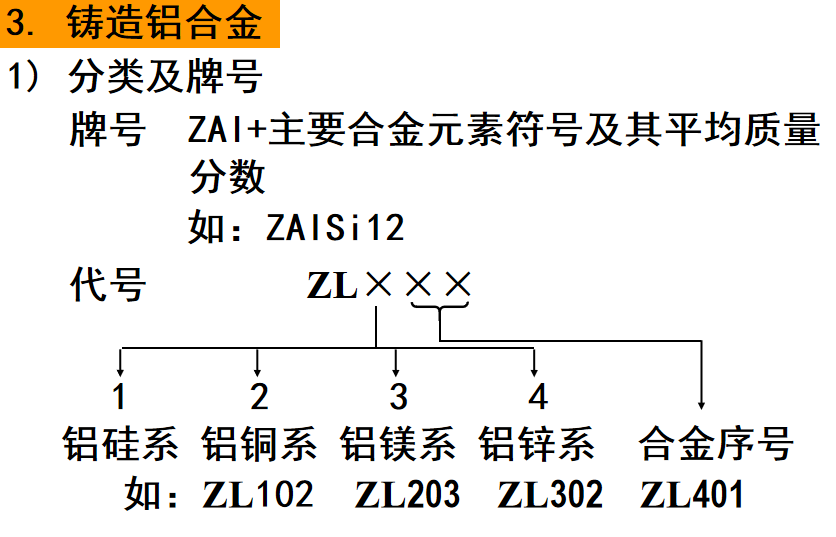 3. 铸造铝合金
1) 分类及牌号
牌号 ZAl+主要合金元素符号及其平均质量
分数
如：ZAlSi12
代号 ZL×××
1 2 3 4
铝硅系 铝铜系 铝镁系 铝锌系 合金序号
如：ZL102 ZL203 ZL302 ZL401